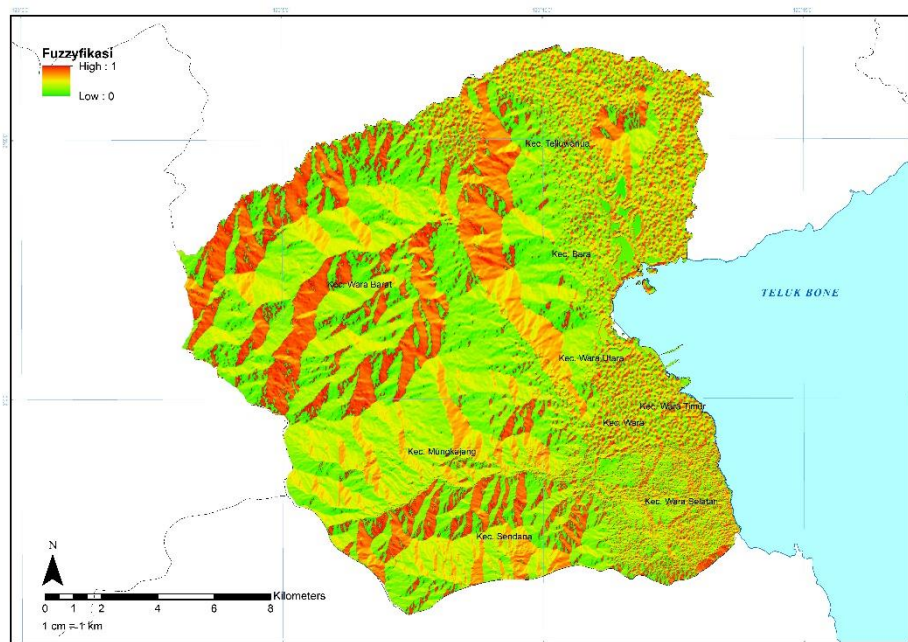 Fuzzyfikasi
High : 1
Low : 0
Kec. Telluwanua
Kec. Bara
Kec. Wara Barat
TELUK BONE
Kec. Wara Utara
Kec. Wara Timur
Kec. Wara
Kec. Mungkajang
Kec. Wara Selatan
Kec. Sendana
N
Kilometers
0 1 2 4 6 8
1 cm = 1 km